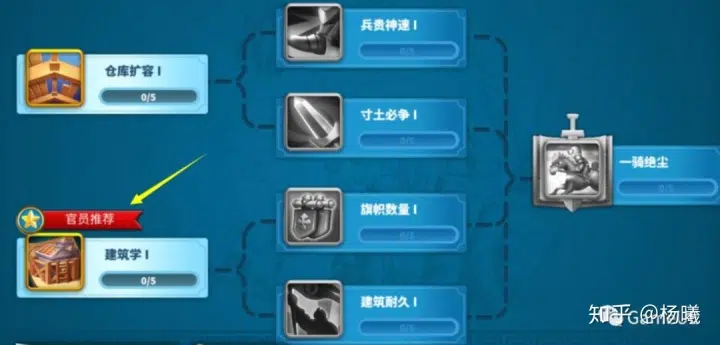 兵贵神速 I
0/5
仓库扩容 I
0/5
寸土必争 I
0/5
一骑绝尘
0/5
官员推荐
旗帜数量 I
0/5
建筑学 I
0/5
建筑耐久 I
0/5
知乎 @杨曦